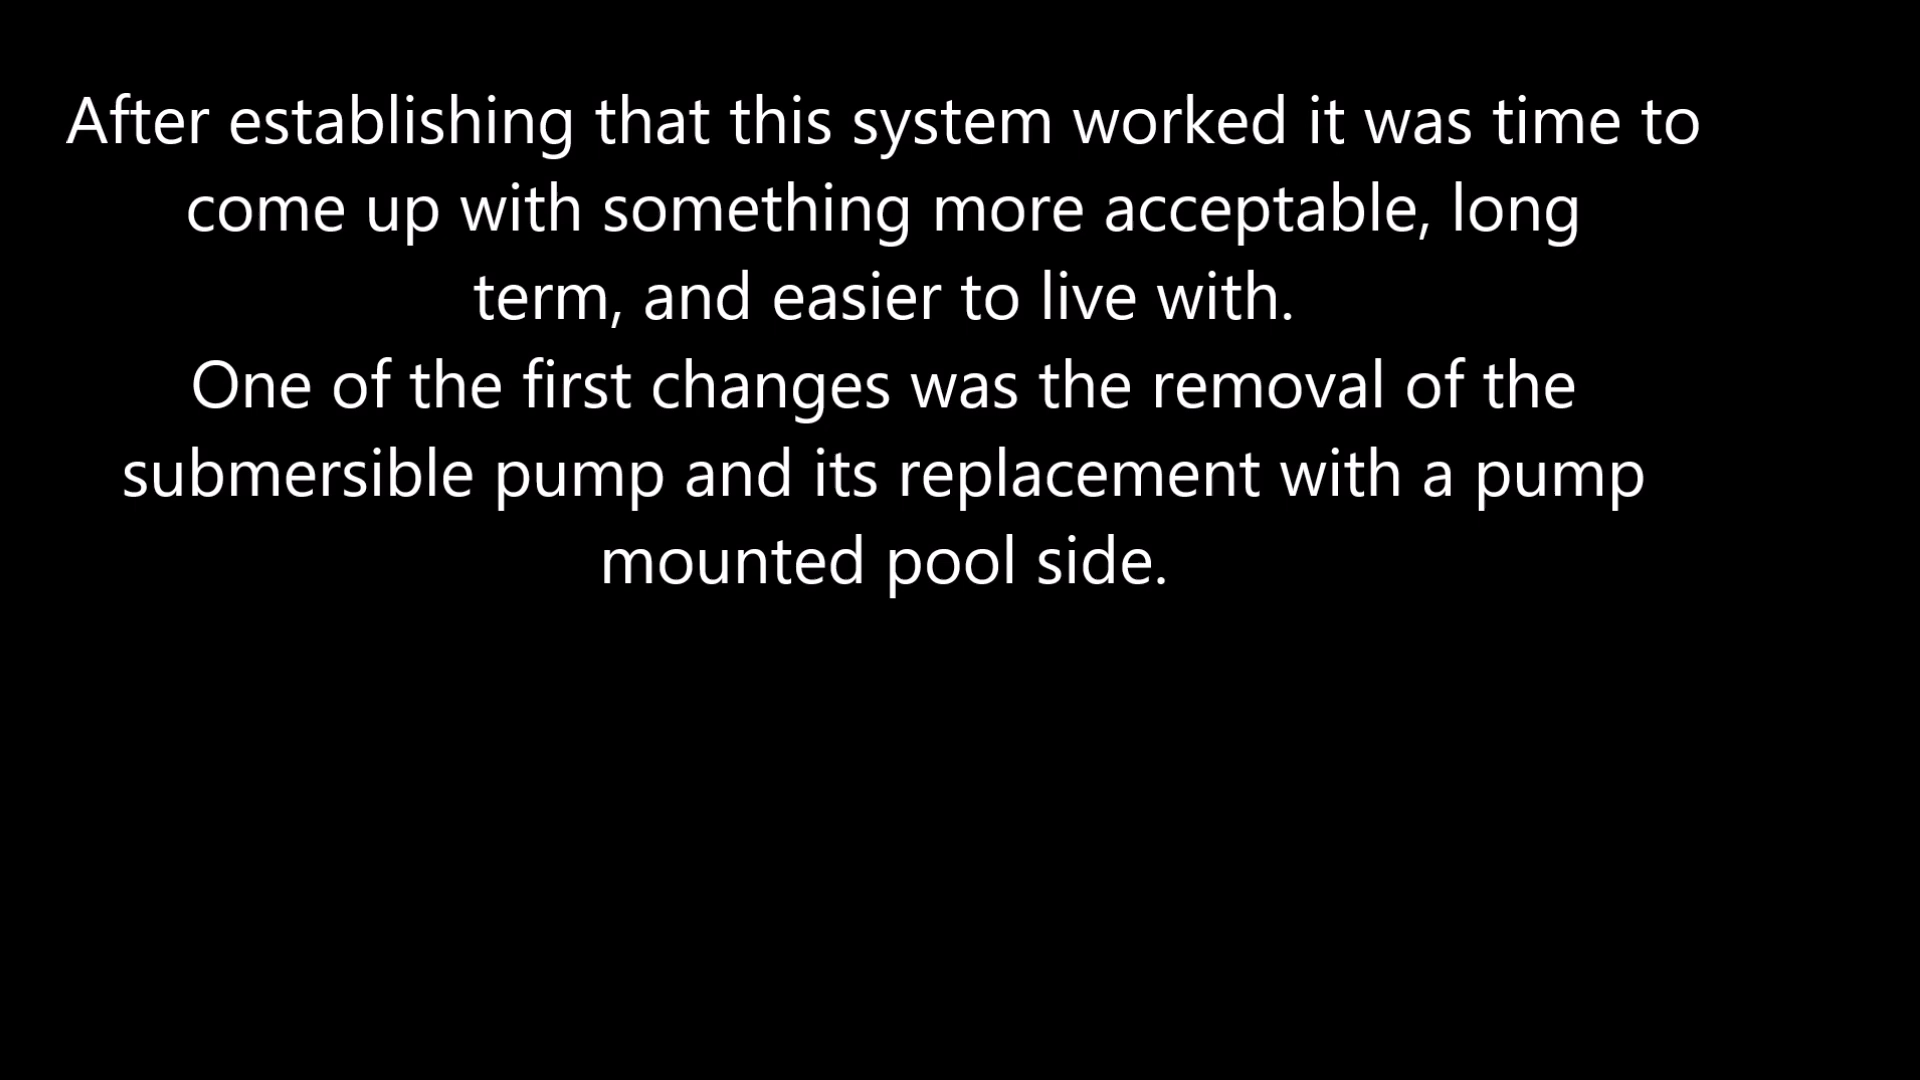 After establishing that this system worked it was time to
come up with something more acceptable, long
term, and easier to live with.
One of the first changes was the removal of the
submersible pump and its replacement with a pump
mounted pool side.